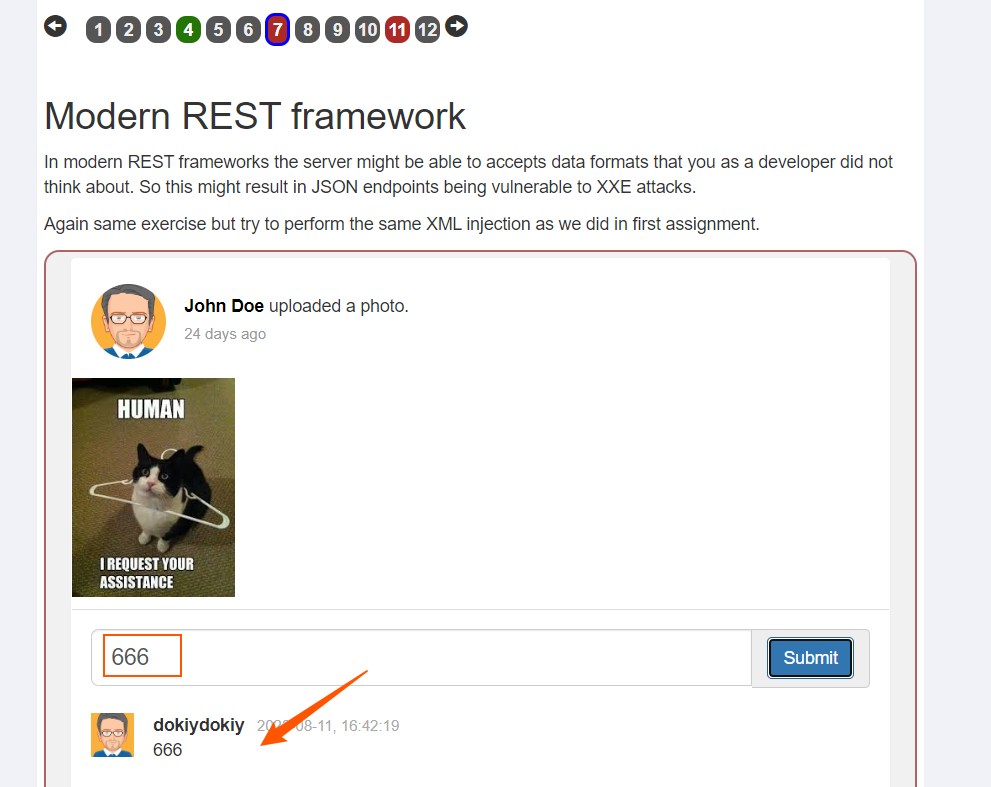 1 2 3 4 5 6 7 8 9 10 11 12
Modern REST framework
In modern REST frameworks the server might be able to accepts data formats that you as a developer did not
think about. So this might result in JSON endpoints being vulnerable to XXE attacks.
Again same exercise but try to perform the same XML injection as we did in first assignment.
John Doe uploaded a photo.
24 days ago
HUMAN
I REQUEST YOUR
ASSISTANCE
666
Submit
dokiydokiy 16:42:19
666